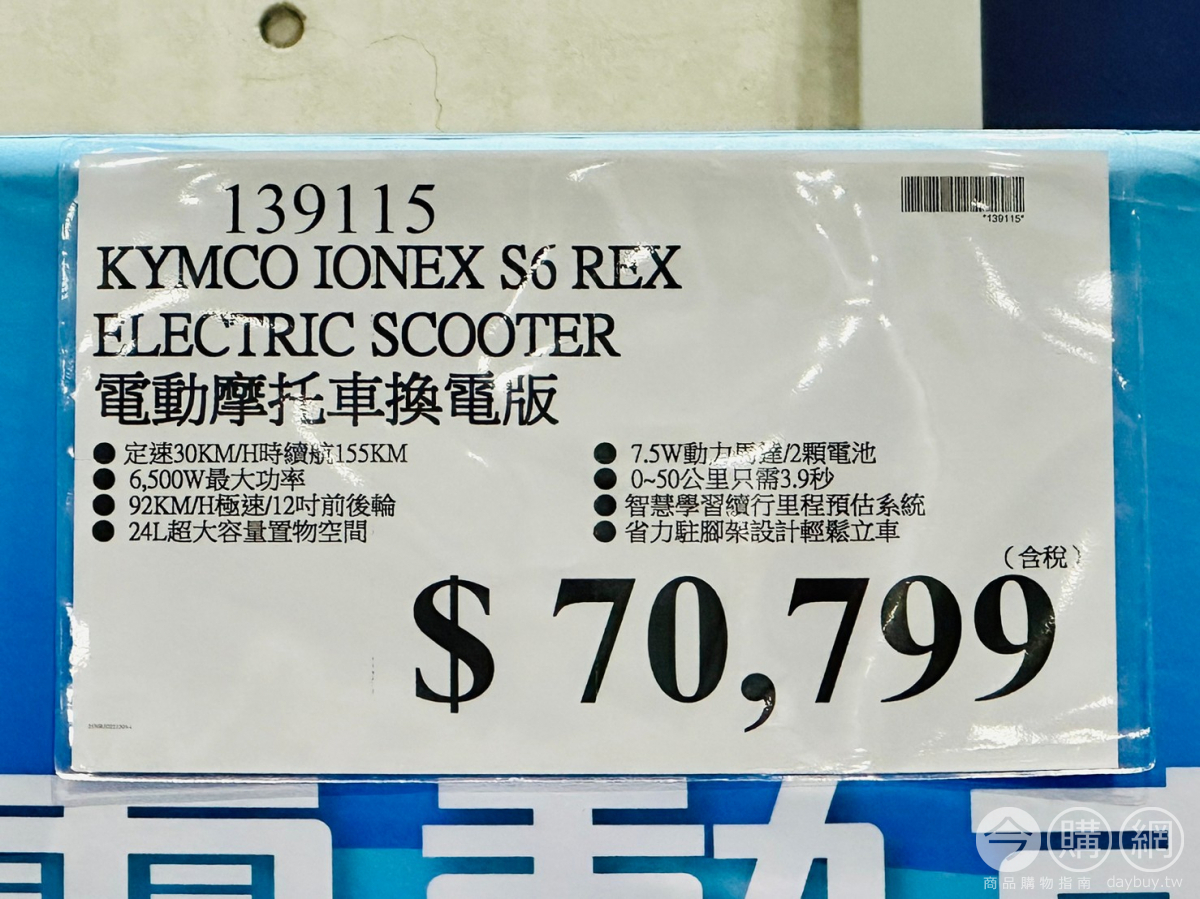 139115
*139115*
KYMCO IONEX S6 REX
ELECTRIC SCOOTER
電動摩托車換電版
● 定速30KM/H時續航155KM
● 6,500W最大功率
● 92KM/H極速/12吋前後輪
● 24L超大容量置物空間
● 7.5W動力馬達/2顆電池
● 0~50公里只需3.9秒
● 智慧學習續行里程預估系統
● 省力駐腳架設計輕鬆立車
(含稅)
$ 70,799
今購網
商品購物指南 daybuy.tw